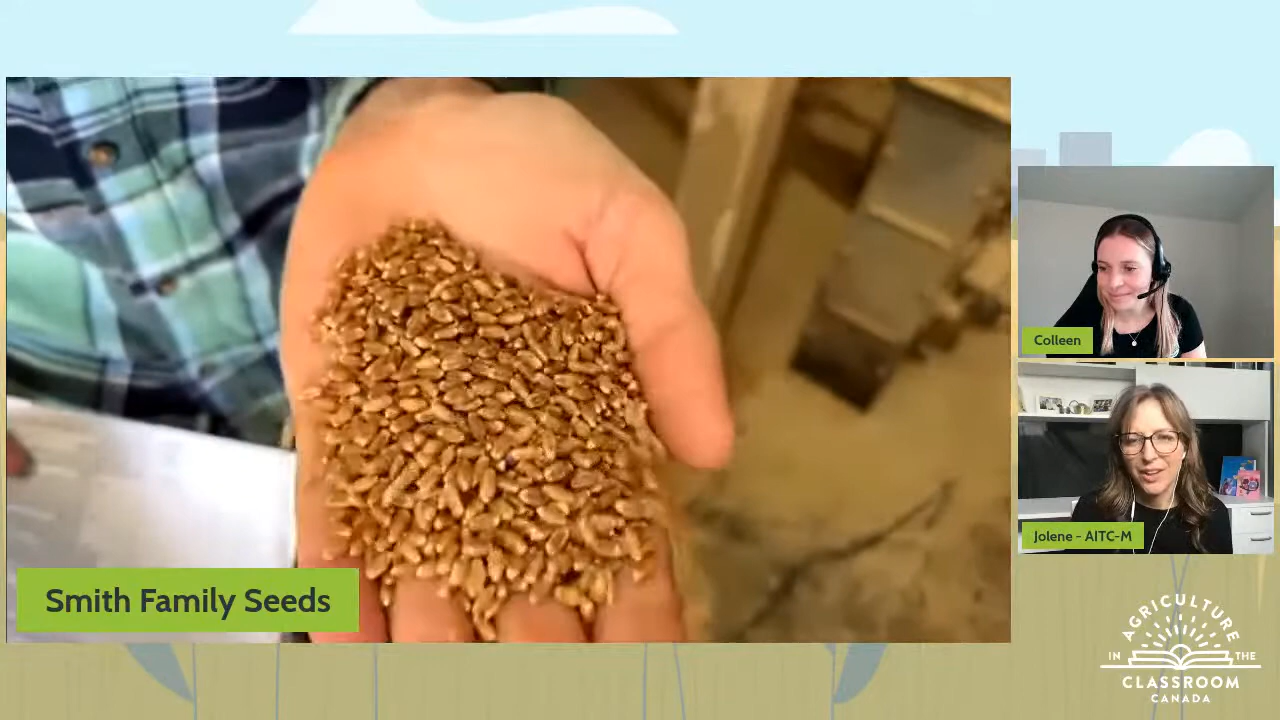 Smith Family Seeds
Colleen
Jolene - AITC-M
AGRICULTURE
IN THE
CLASSROOM
CANADA